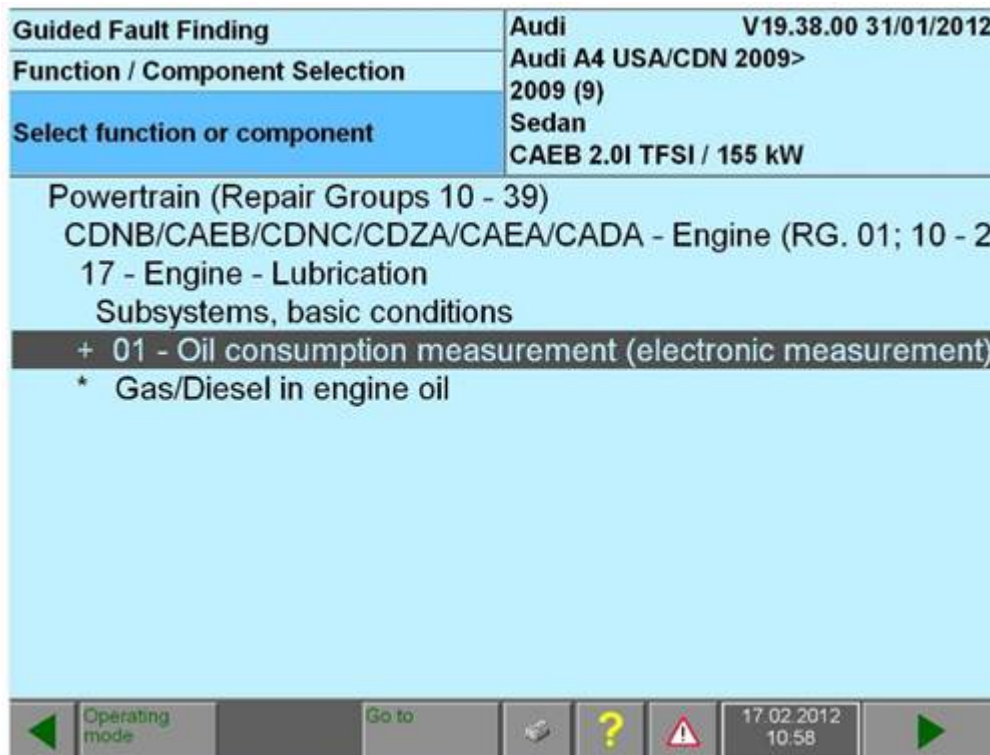 Guided Fault Finding
Function / Component Selection
Select function or component
Audi V19.38.00 31/01/2012
Audi A4 USA/CDN 2009>
2009 (9)
Sedan
CAEB 2.0l TFSI / 155 kW
Powertrain (Repair Groups 10 - 39)
CDNB/CAEB/CDNC/CDZA/CAEA/CADA - Engine (RG. 01; 10 - 2
17 - Engine - Lubrication
Subsystems, basic conditions
+ 01 - Oil consumption measurement (electronic measurement)
* Gas/Diesel in engine oil
Operating
mode
Go to
?
17.02.2012
10:58